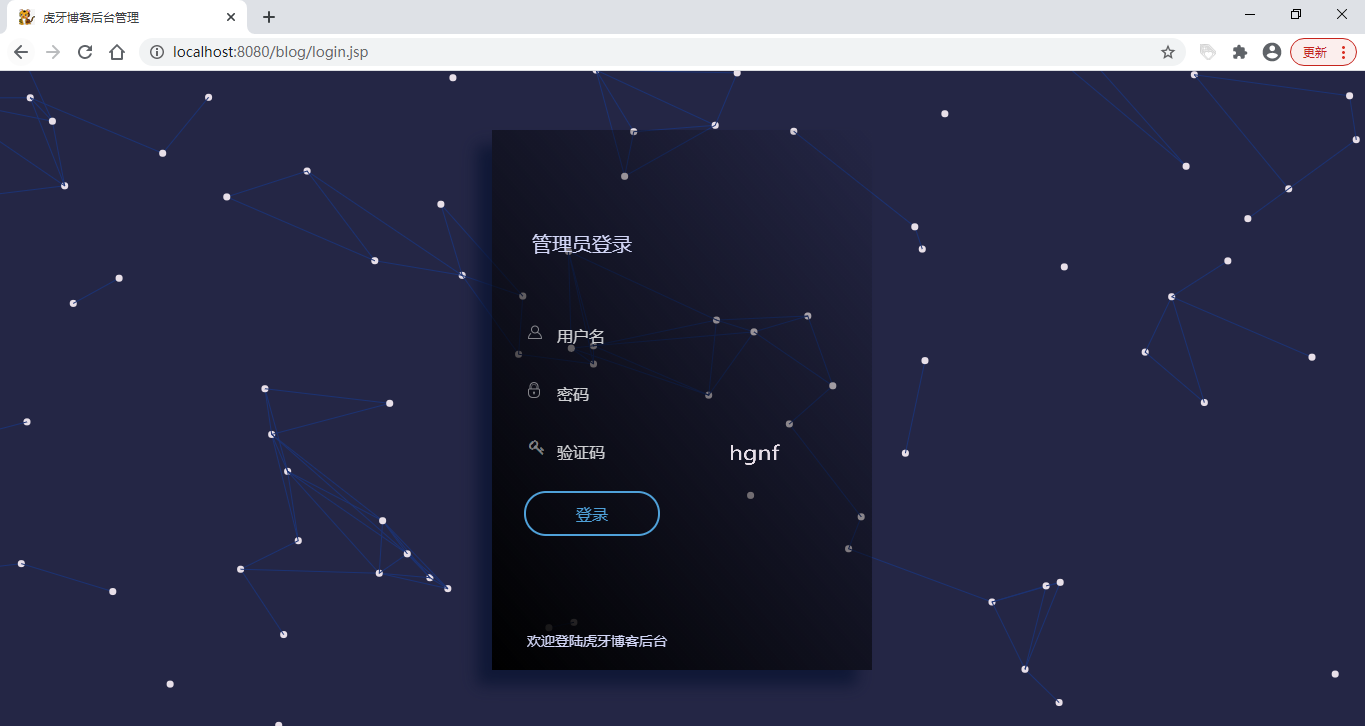 虎牙博客后台管理
localhost:8080/blog/login.jsp
更新
管理员登录
用户名
密码
验证码
hgnf
登录
欢迎登陆虎牙博客后台